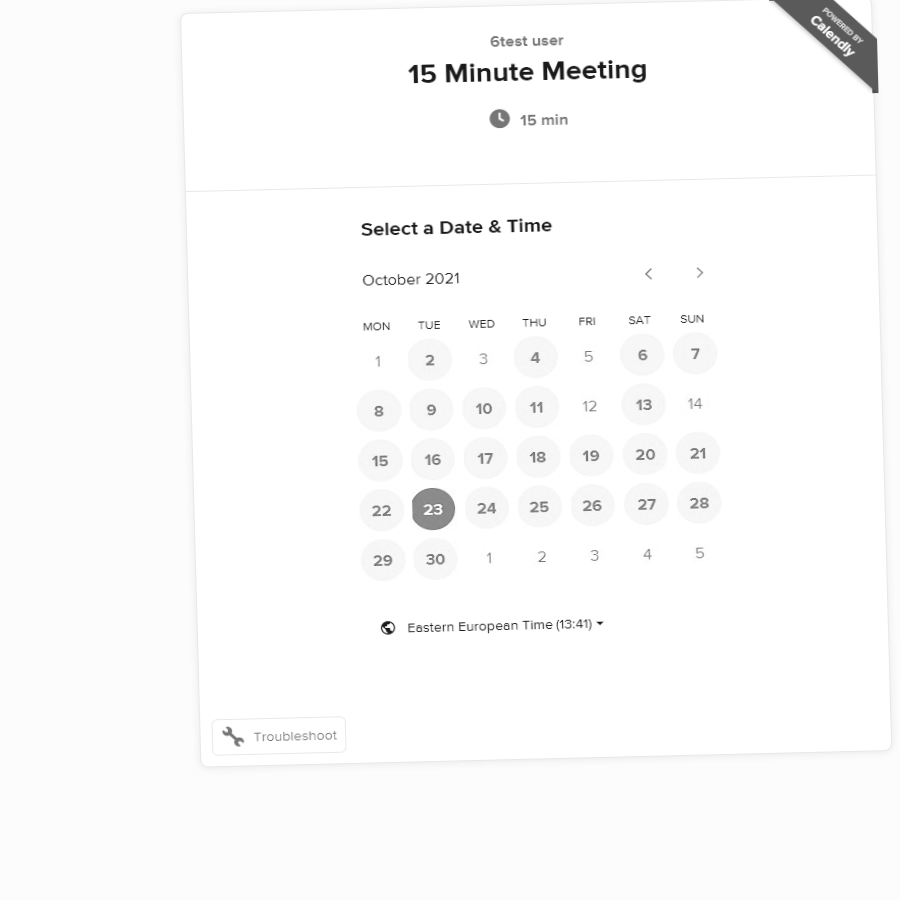 POWERED BY
Calendly
6test user
15 Minute Meeting
15 min
Select a Date & Time
October 2021
MON TUE WED THU FRI SAT SUN
1 2 3 4 5 6 7
8 9 10 11 12 13 14
15 16 17 18 19 20 21
22 23 24 25 26 27 28
29 30 1 2 3 4 5
Eastern European Time (13:41)
Troubleshoot